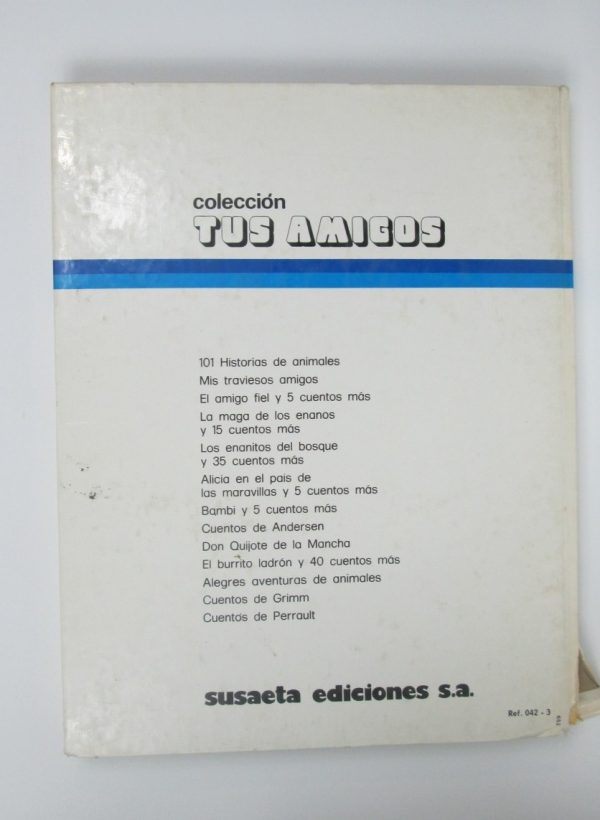 colección
TUS AMIGOS
101 Historias de animales
Mis traviesos amigos
El amigo fiel y 5 cuentos más
La maga de los enanos
y 15 cuentos más
Los enanitos del bosque
y 35 cuentos más
Alicia en el pais de
las maravillas y 5 cuentos más
Bambi y 5 cuentos más
Cuentos de Andersen
Don Quijote de la Mancha
El burrito ladrón y 40 cuentos más
Alegres aventuras de animales
Cuentos de Grimm
Cuentos de Perrault
susaeta ediciones s.a.
Ref. 042 - 3